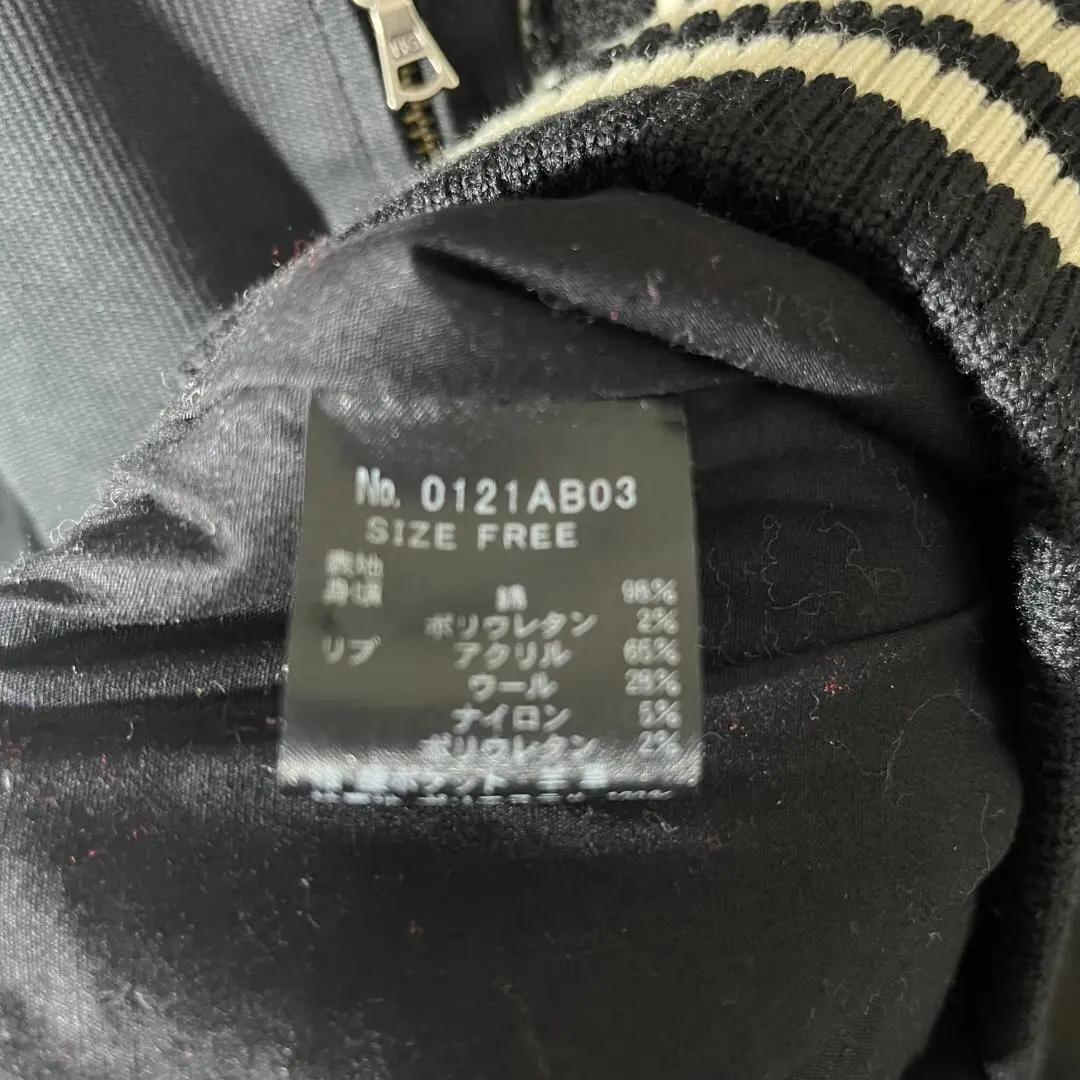 No. 0121AB03
SIZE FREE
表地
身頃 綿 98%
ポリウレタン 2%
リブ アクリル 65%
ウール 28%
ナイロン 5%
ポリウレタン 2%